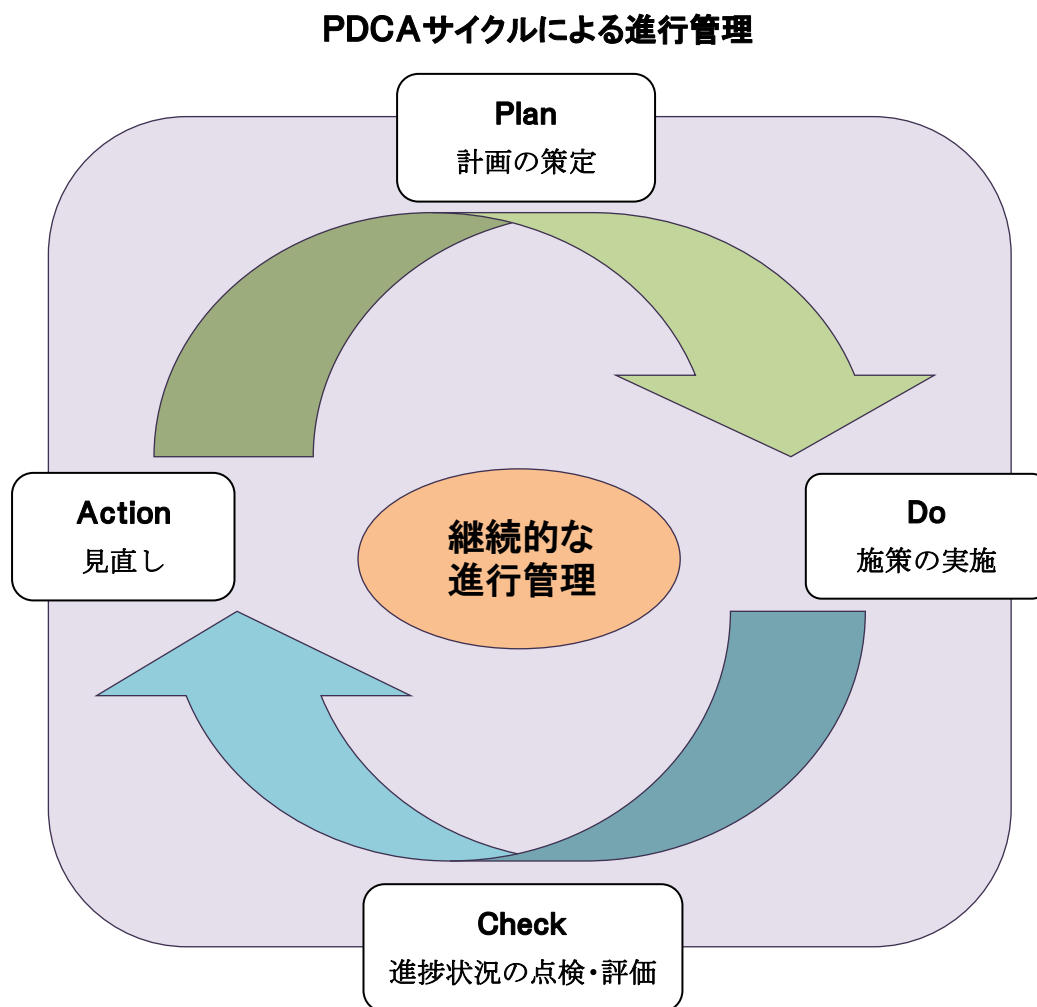 PDCAサイクルによる進行管理
Plan
計画の策定
Action
見直し
継続的な
進行管理
Do
施策の実施
Check
進捗状況の点検・評価